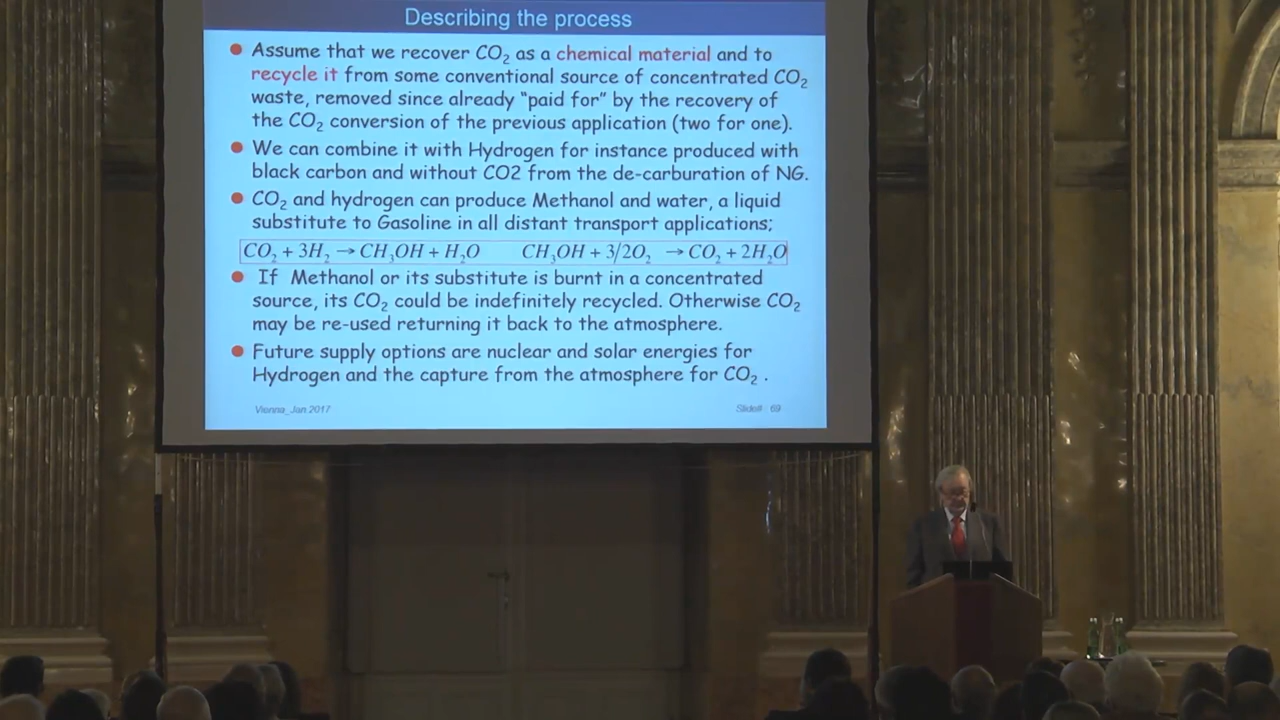 Describing the process
Assume that we recover CO₂ as a chemical material and to
recycle it from some conventional source of concentrated CO₂
waste, removed since already “paid for” by the recovery of
the CO₂ conversion of the previous application (two for one).
We can combine it with Hydrogen for instance produced with
black carbon and without CO2 from the de-carburation of NG.
CO₂ and hydrogen can produce Methanol and water, a liquid
substitute to Gasoline in all distant transport applications;
CO₂ + 3H₂ → CH₃OH + H₂O CH₃OH + 3/2O₂ → CO₂ + 2H₂O
If Methanol or its substitute is burnt in a concentrated
source, its CO₂ could be indefinitely recycled. Otherwise CO₂
may be re-used returning it back to the atmosphere.
Future supply options are nuclear and solar energies for
Hydrogen and the capture from the atmosphere for CO₂ .
Vienna_Jan.2017
Slide# : 69